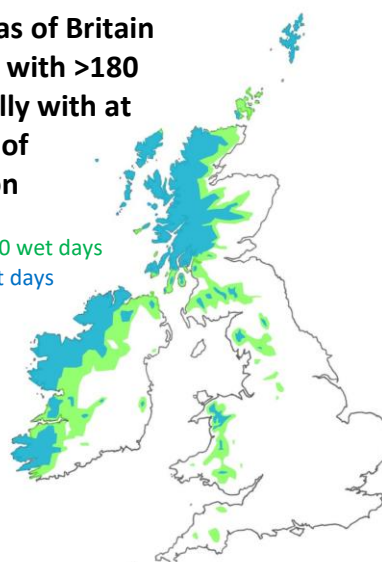 as of Britain
with >180
lly with at
of
on
0 wet days
t days